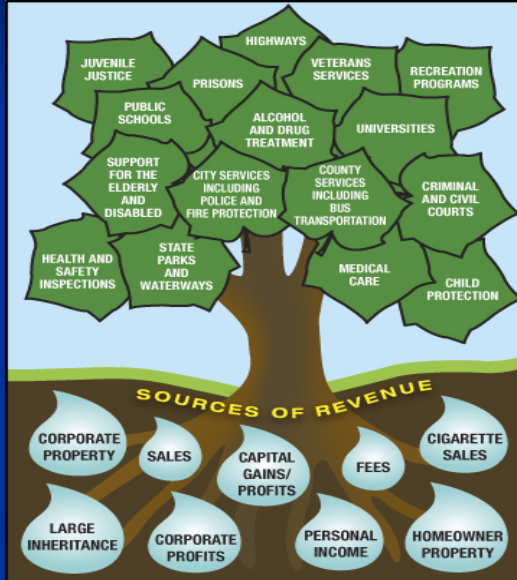 HIGHWAYS
JUVENILE
JUSTICE
PRISONS
VETERANS
SERVICES
RECREATION
PROGRAMS
PUBLIC
SCHOOLS
ALCOHOL
AND DRUG
TREATMENT
UNIVERSITIES
SUPPORT
FOR THE
ELDERLY
AND
DISABLED
CITY SERVICES
INCLUDING
POLICE AND
FIRE PROTECTION
COUNTY
SERVICES
INCLUDING
BUS
TRANSPORTATION
CRIMINAL
AND CIVIL
COURTS
HEALTH AND
SAFETY
INSPECTIONS
STATE
PARKS
AND
WATERWAYS
MEDICAL
CARE
CHILD
PROTECTION
SOURCES OF REVENUE
CORPORATE
PROPERTY
SALES
CAPITAL
GAINS/
PROFITS
FEES
CIGARETTE
SALES
LARGE
INHERITANCE
CORPORATE
PROFITS
PERSONAL
INCOME
HOMEOWNER
PROPERTY